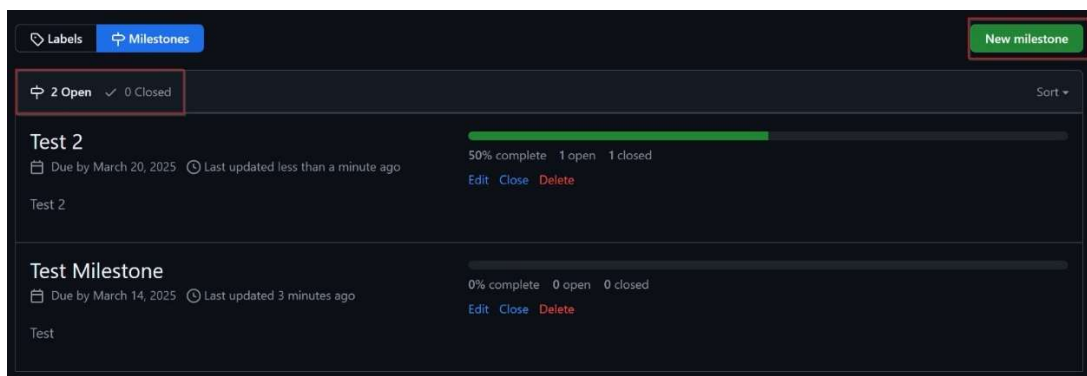 Labels Milestones New milestone
2 Open 0 Closed Sort
Test 2
Due by March 20, 2025 Last updated less than a minute ago
Test 2
50% complete 1 open 1 closed
Edit Close Delete
Test Milestone
Due by March 14, 2025 Last updated 3 minutes ago
Test
0% complete 0 open 0 closed
Edit Close Delete